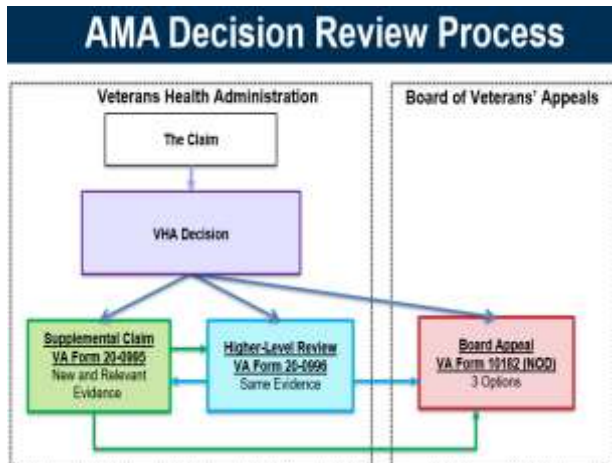 AMA Decision Review Process
Veterans Health Administration
Board of Veterans' Appeals
The Claim
VHA Decision
Supplemental Claim
VA Form 20-0995
New and Relevant
Evidence
Higher-Level Review
VA Form 20-0996
Same Evidence
Board Appeal
VA Form 10182 (NOD)
3 Options